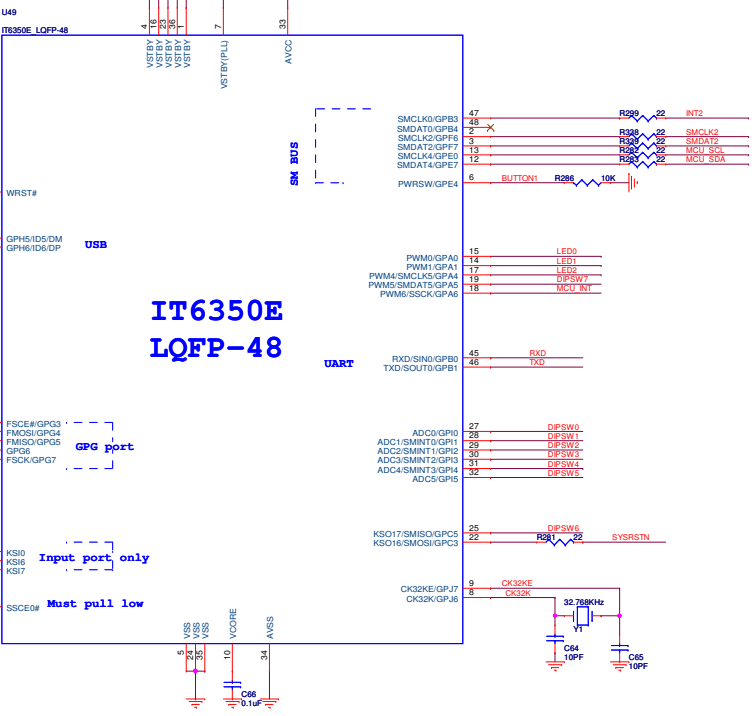 U49
IT6350E_LQFP-48
4
16
23
36
1
7
33
VSTBY
VSTBY
VSTBY
VSTBY
VSTBY
VSTBY(PLL)
AVCC
SM BUS
SMCLK0/GPB3 47 R299 22 INT2
SMDAT0/GPB4 48
SMCLK2/GPF6 2 R328 22 SMCLK2
SMDAT2/GPF7 3 22 SMDAT2
SMCLK4/GPE0 13 R282 22 MCU_SCL
SMDAT4/GPE7 12 R283 22 MCU_SDA
PWRSW/GPE4 6 BUTTON1 R286 10K
WRST#
GPH5/ID5/DM
GPH6/ID6/DP
USB
PWM0/GPA0 15 LED0
PWM1/GPA1 14 LED1
PWM4/SMCLK5/GPA4 17 LED2
PWM5/SMDAT5/GPA5 19 DIPSW7
PWM6/SSCK/GPA6 18 MCU_INT
IT6350E
LQFP-48
UART
RXD/SIN0/GPB0 45 RXD
TXD/SOUT0/GPB1 46 TXD
FSCE#/GPG3
FMOSI/GPG4
FMISO/GPG5
GPG6
FSCK/GPG7
GPG port
ADC0/GPI0 27 DIPSW0
ADC1/SMINT0/GPI1 28 DIPSW1
ADC2/SMINT1/GPI2 29 DIPSW2
ADC3/SMINT2/GPI3 30 DIPSW3
ADC4/SMINT3/GPI4 31 DIPSW4
ADC5/GPI5 32 DIPSW5
KSO17/SMISO/GPC5 25 DIPSW6
KSO16/SMOSI/GPC3 22 R281 22 SYSRSTN
KSI0
KSI6
KSI7
Input port only
SSCE0#
Must pull low
CK32KE/GPJ7 9 CK32KE
CK32K/GPJ6 8 CK32K
32.768KHz
Y1
C64
10PF
C65
10PF
VSS
VSS
VSS
VCORE
AVSS
5
24
35
10
34
C66
0.1uF